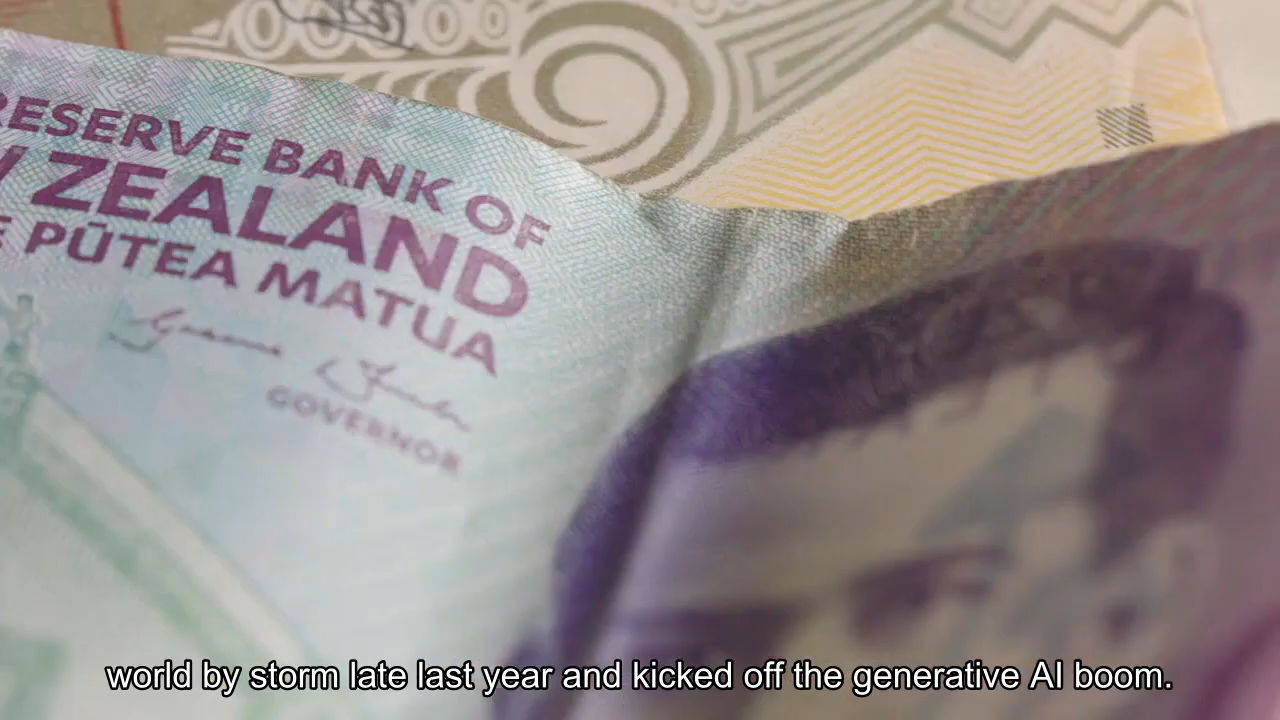 RESERVE BANK OF
ZEALAND
PŪTEA MATUA
GOVERNOR
world by storm late last year and kicked off the generative AI boom.